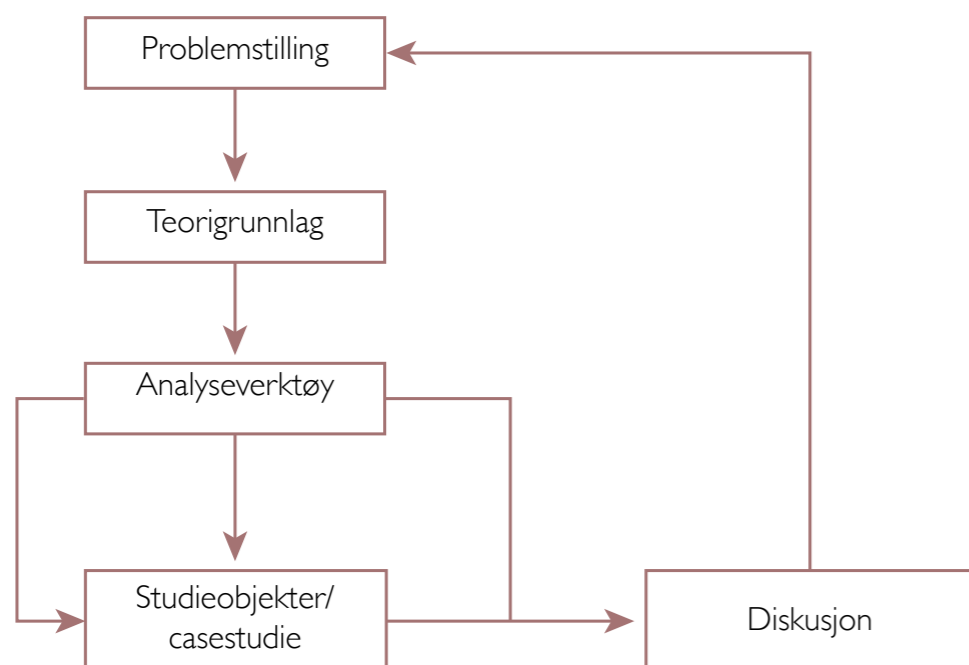 Problemstilling
Teorigrunnlag
Analyseverktøy
Studieobjekter/
casestudie
Diskusjon